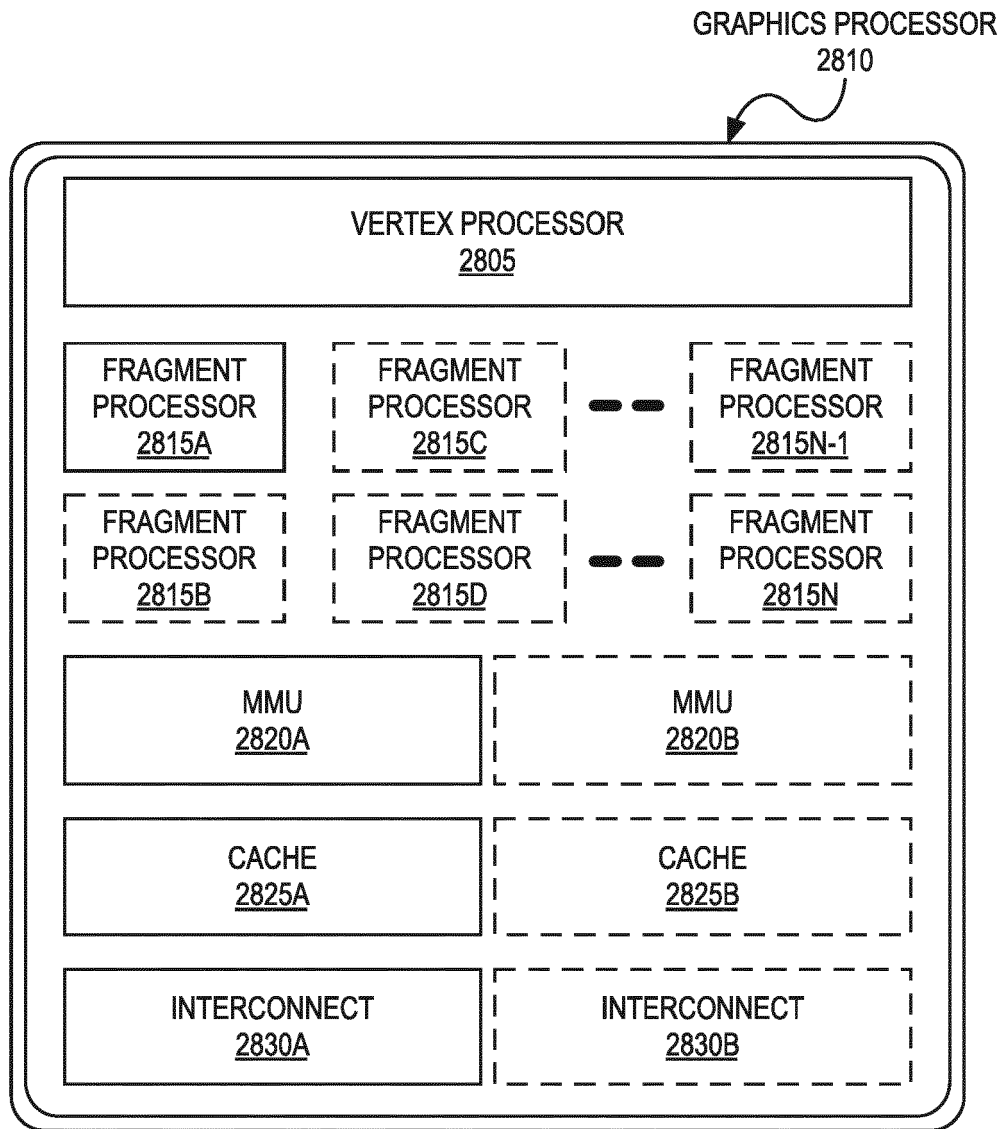 GRAPHICS PROCESSOR
2810
VERTEX PROCESSOR
2805
FRAGMENT
PROCESSOR
2815A
FRAGMENT
PROCESSOR
2815C
FRAGMENT
PROCESSOR
2815N-1
FRAGMENT
PROCESSOR
2815B
FRAGMENT
PROCESSOR
2815D
FRAGMENT
PROCESSOR
2815N
MMU
2820A
MMU
2820B
CACHE
2825A
CACHE
2825B
INTERCONNECT
2830A
INTERCONNECT
2830B